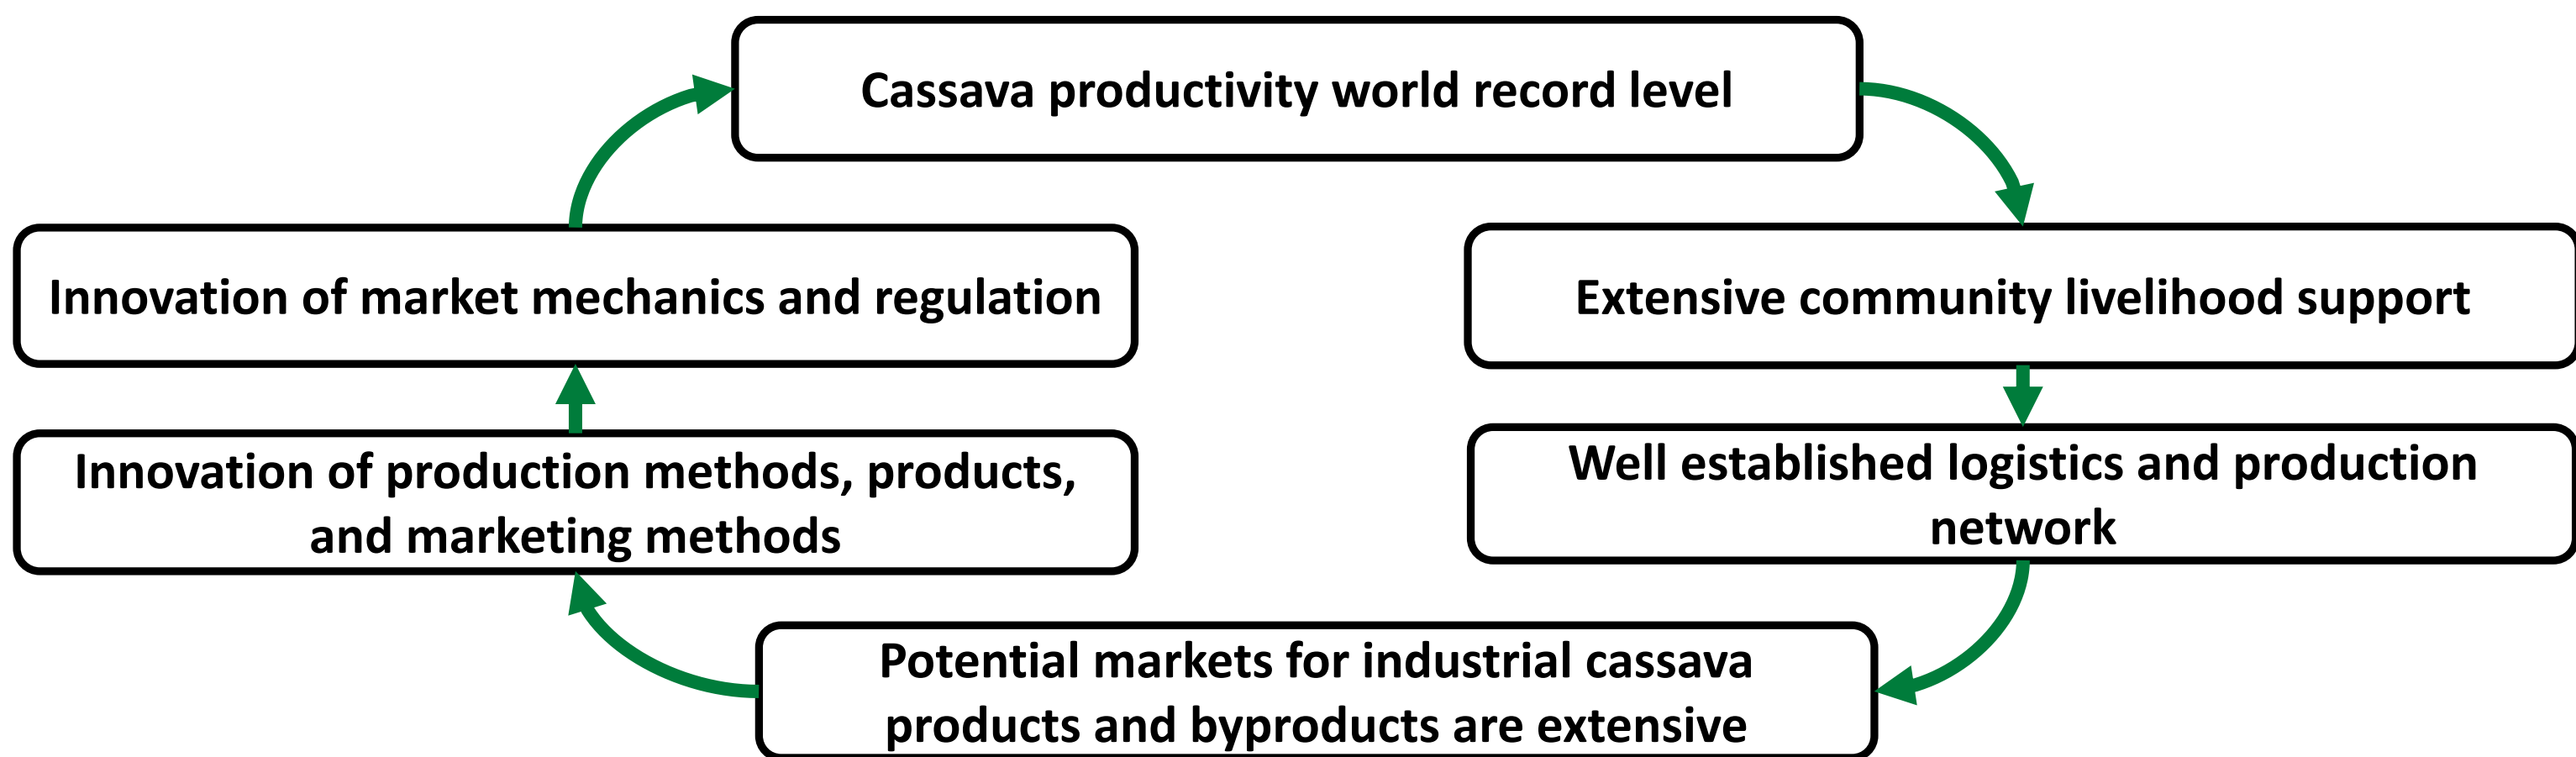 Cassava productivity world record level
Innovation of market mechanics and regulation
Extensive community livelihood support
Innovation of production methods, products,
and marketing methods
Well established logistics and production
network
Potential markets for industrial cassava
products and byproducts are extensive